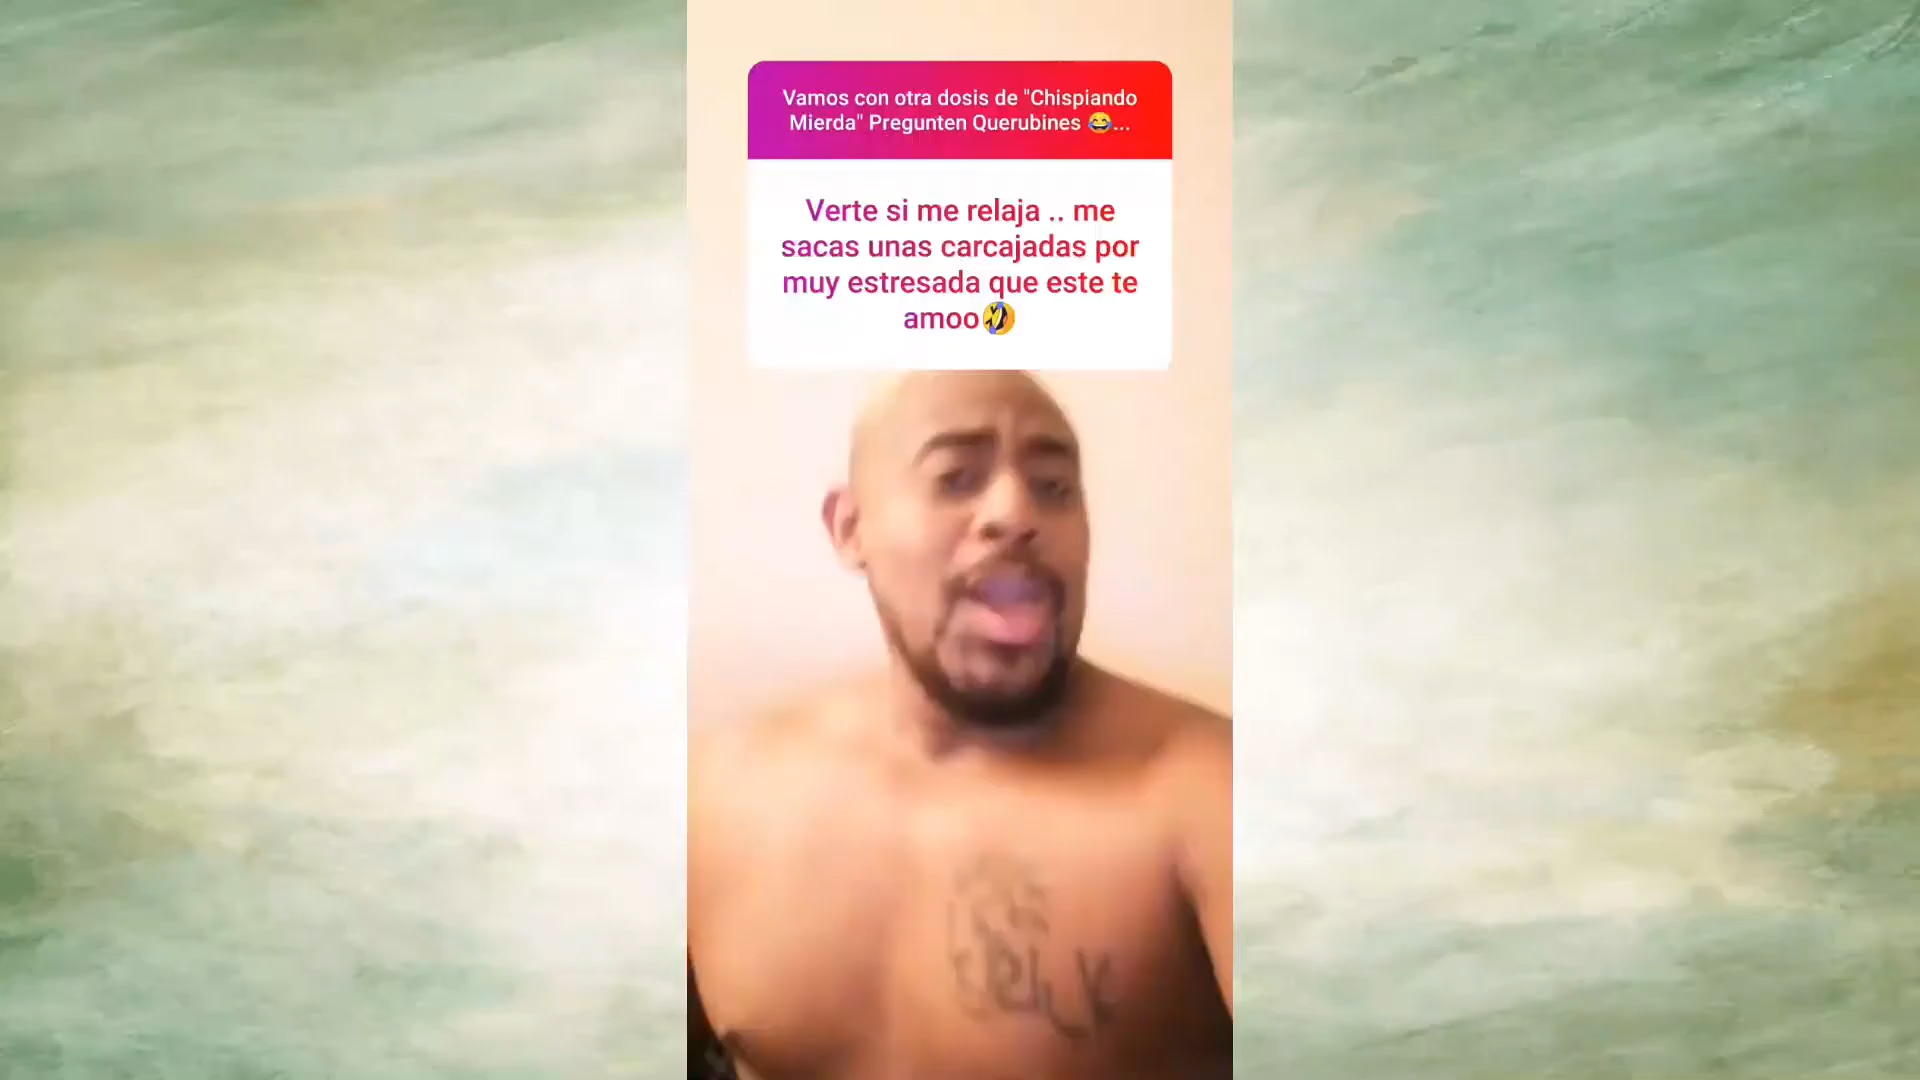 Vamos con otra dosis de "Chispiando
Mierda" Pregunten Querubines 😂...
Verte si me relaja .. me
sacas unas carcajadas por
muy estresada que este te
amoo🤣